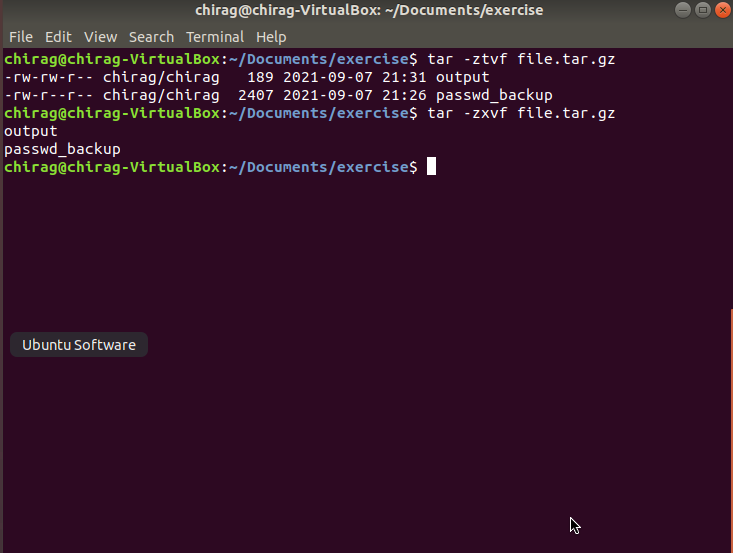 chirag@chirag-VirtualBox: ~/Documents/exercise
File Edit View Search Terminal Help
chirag@chirag-VirtualBox:~/Documents/exercise$ tar -ztvf file.tar.gz
-rw-rw-r-- chirag/chirag   189 2021-09-07 21:31 output
-rw-r--r-- chirag/chirag  2407 2021-09-07 21:26 passwd_backup
chirag@chirag-VirtualBox:~/Documents/exercise$ tar -zxvf file.tar.gz
output
passwd_backup
chirag@chirag-VirtualBox:~/Documents/exercise$
Ubuntu Software